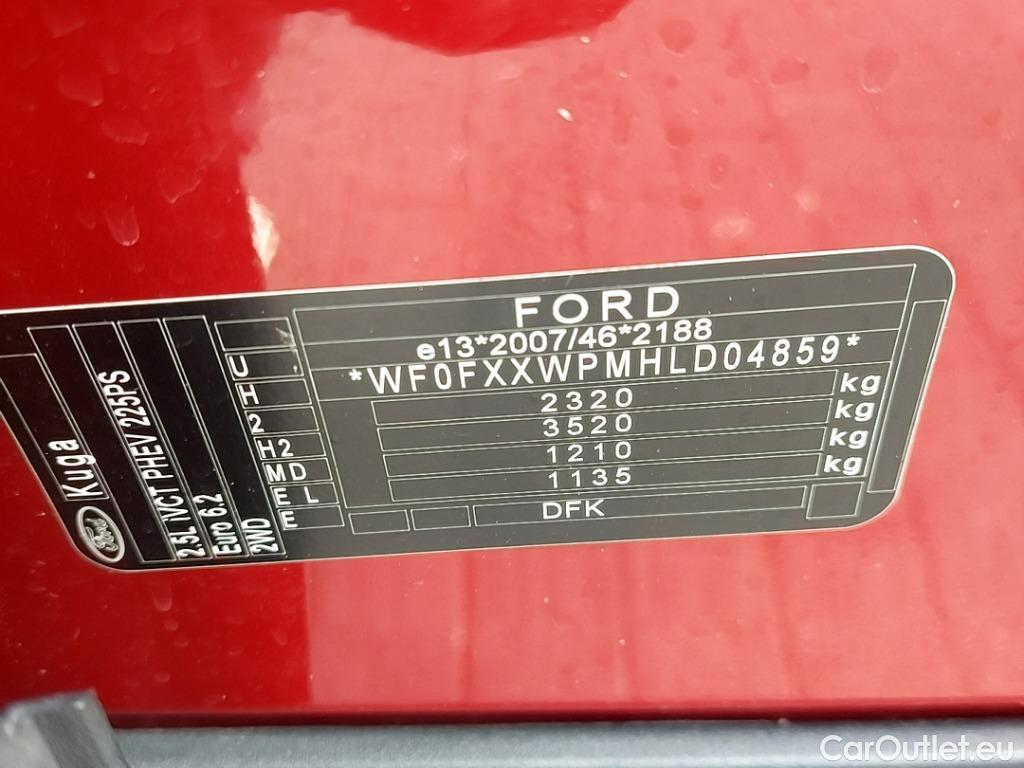 FORD
e13*2007/46*2188
*WF0FXXWPMHLD04859*
2320 kg
3520 kg
1210 kg
1135 kg
DFK
U
H
2
H2
MD
E L
E
Kuga
2.5L iVCT PHEV 225PS
Euro 6.2
2WD
Ford
CarOutlet.eu